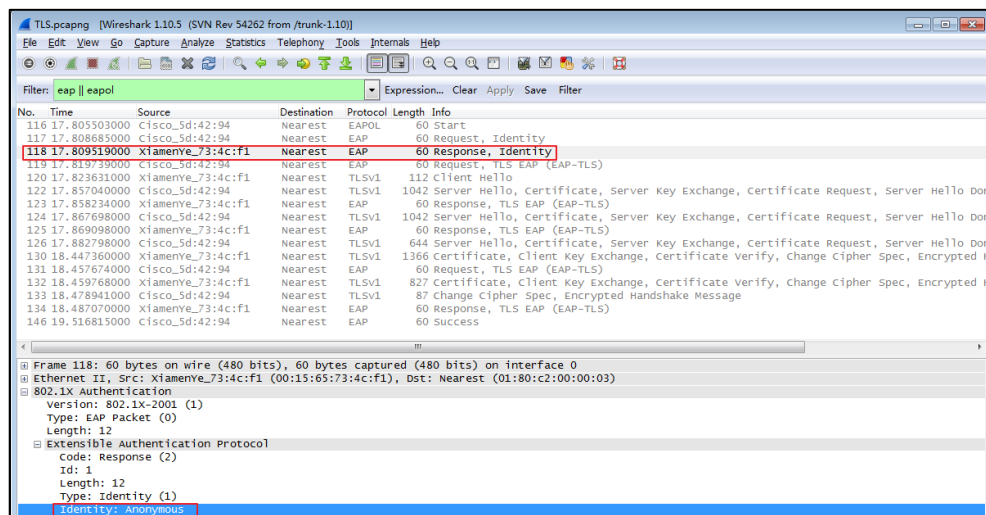 TLS.pcapng [Wireshark 1.10.5 (SVN Rev 54262 from /trunk-1.10)]
File Edit View Go Capture Analyze Statistics Telephony Tools Internals Help
Filter: eap || eapol Expression... Clear Apply Save Filter
No. Time Source Destination Protocol Length Info
116 17.805503000 Cisco_5d:42:94 Nearest EAPOL 60 Start
117 17.808685000 Cisco_5d:42:94 Nearest EAP 60 Request, Identity
118 17.809519000 XiamenYe_73:4c:f1 Nearest EAP 60 Response, Identity
119 17.819739000 Cisco_5d:42:94 Nearest EAP 60 Request, TLS EAP (EAP-TLS)
120 17.823631000 XiamenYe_73:4c:f1 Nearest TLSv1 112 Client Hello
122 17.857040000 Cisco_5d:42:94 Nearest TLSv1 1042 Server Hello, Certificate, Server Key Exchange, Certificate Request, Server Hello Dor
123 17.858234000 XiamenYe_73:4c:f1 Nearest EAP 60 Response, TLS EAP (EAP-TLS)
124 17.867698000 Cisco_5d:42:94 Nearest TLSv1 1042 Server Hello, Certificate, Server Key Exchange, Certificate Request, Server Hello Dor
125 17.869098000 XiamenYe_73:4c:f1 Nearest EAP 60 Response, TLS EAP (EAP-TLS)
126 17.882798000 Cisco_5d:42:94 Nearest TLSv1 644 Server Hello, Certificate, Server Key Exchange, Certificate Request, Server Hello Dor
130 18.447360000 XiamenYe_73:4c:f1 Nearest TLSv1 1366 Certificate, Client Key Exchange, Certificate Verify, Change Cipher Spec, Encrypted H
131 18.457674000 Cisco_5d:42:94 Nearest EAP 60 Request, TLS EAP (EAP-TLS)
132 18.459768000 XiamenYe_73:4c:f1 Nearest TLSv1 827 Certificate, Client Key Exchange, Certificate Verify, Change Cipher Spec, Encrypted H
133 18.478941000 Cisco_5d:42:94 Nearest TLSv1 87 Change Cipher Spec, Encrypted Handshake Message
134 18.487070000 XiamenYe_73:4c:f1 Nearest EAP 60 Response, TLS EAP (EAP-TLS)
146 19.516815000 Cisco_5d:42:94 Nearest EAP 60 Success
Frame 118: 60 bytes on wire (480 bits), 60 bytes captured (480 bits) on interface 0
Ethernet II, Src: XiamenYe_73:4c:f1 (00:15:65:73:4c:f1), Dst: Nearest (01:80:c2:00:00:03)
802.1X Authentication
Version: 802.1X-2001 (1)
Type: EAP Packet (0)
Length: 12
Extensible Authentication Protocol
Code: Response (2)
Id: 1
Length: 12
Type: Identity (1)
Identity: Anonymous